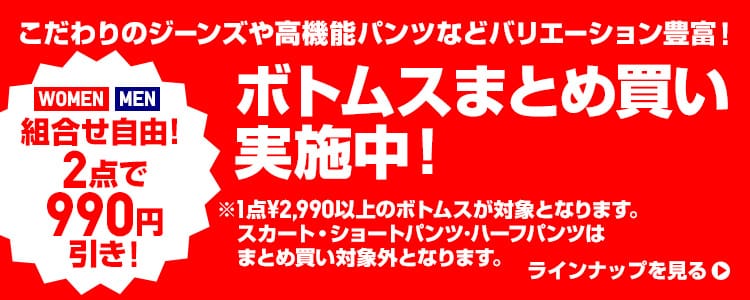 こだわりのジーンズや高機能パンツなどバリエーション豊富！
WOMEN MEN
組合せ自由！
2点で
990円
引き！
ボトムスまとめ買い
実施中！
※1点¥2,990以上のボトムスが対象となります。
スカート・ショートパンツ・ハーフパンツは
まとめ買い対象外となります。
ラインナップを見る